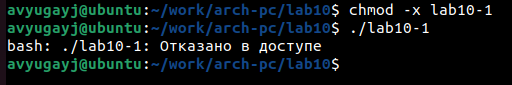 avyugayj@ubuntu:~/work/arch-pc/lab10$ chmod -x lab10-1
avyugayj@ubuntu:~/work/arch-pc/lab10$ ./lab10-1
bash: ./lab10-1: Отказано в доступе
avyugayj@ubuntu:~/work/arch-pc/lab10$